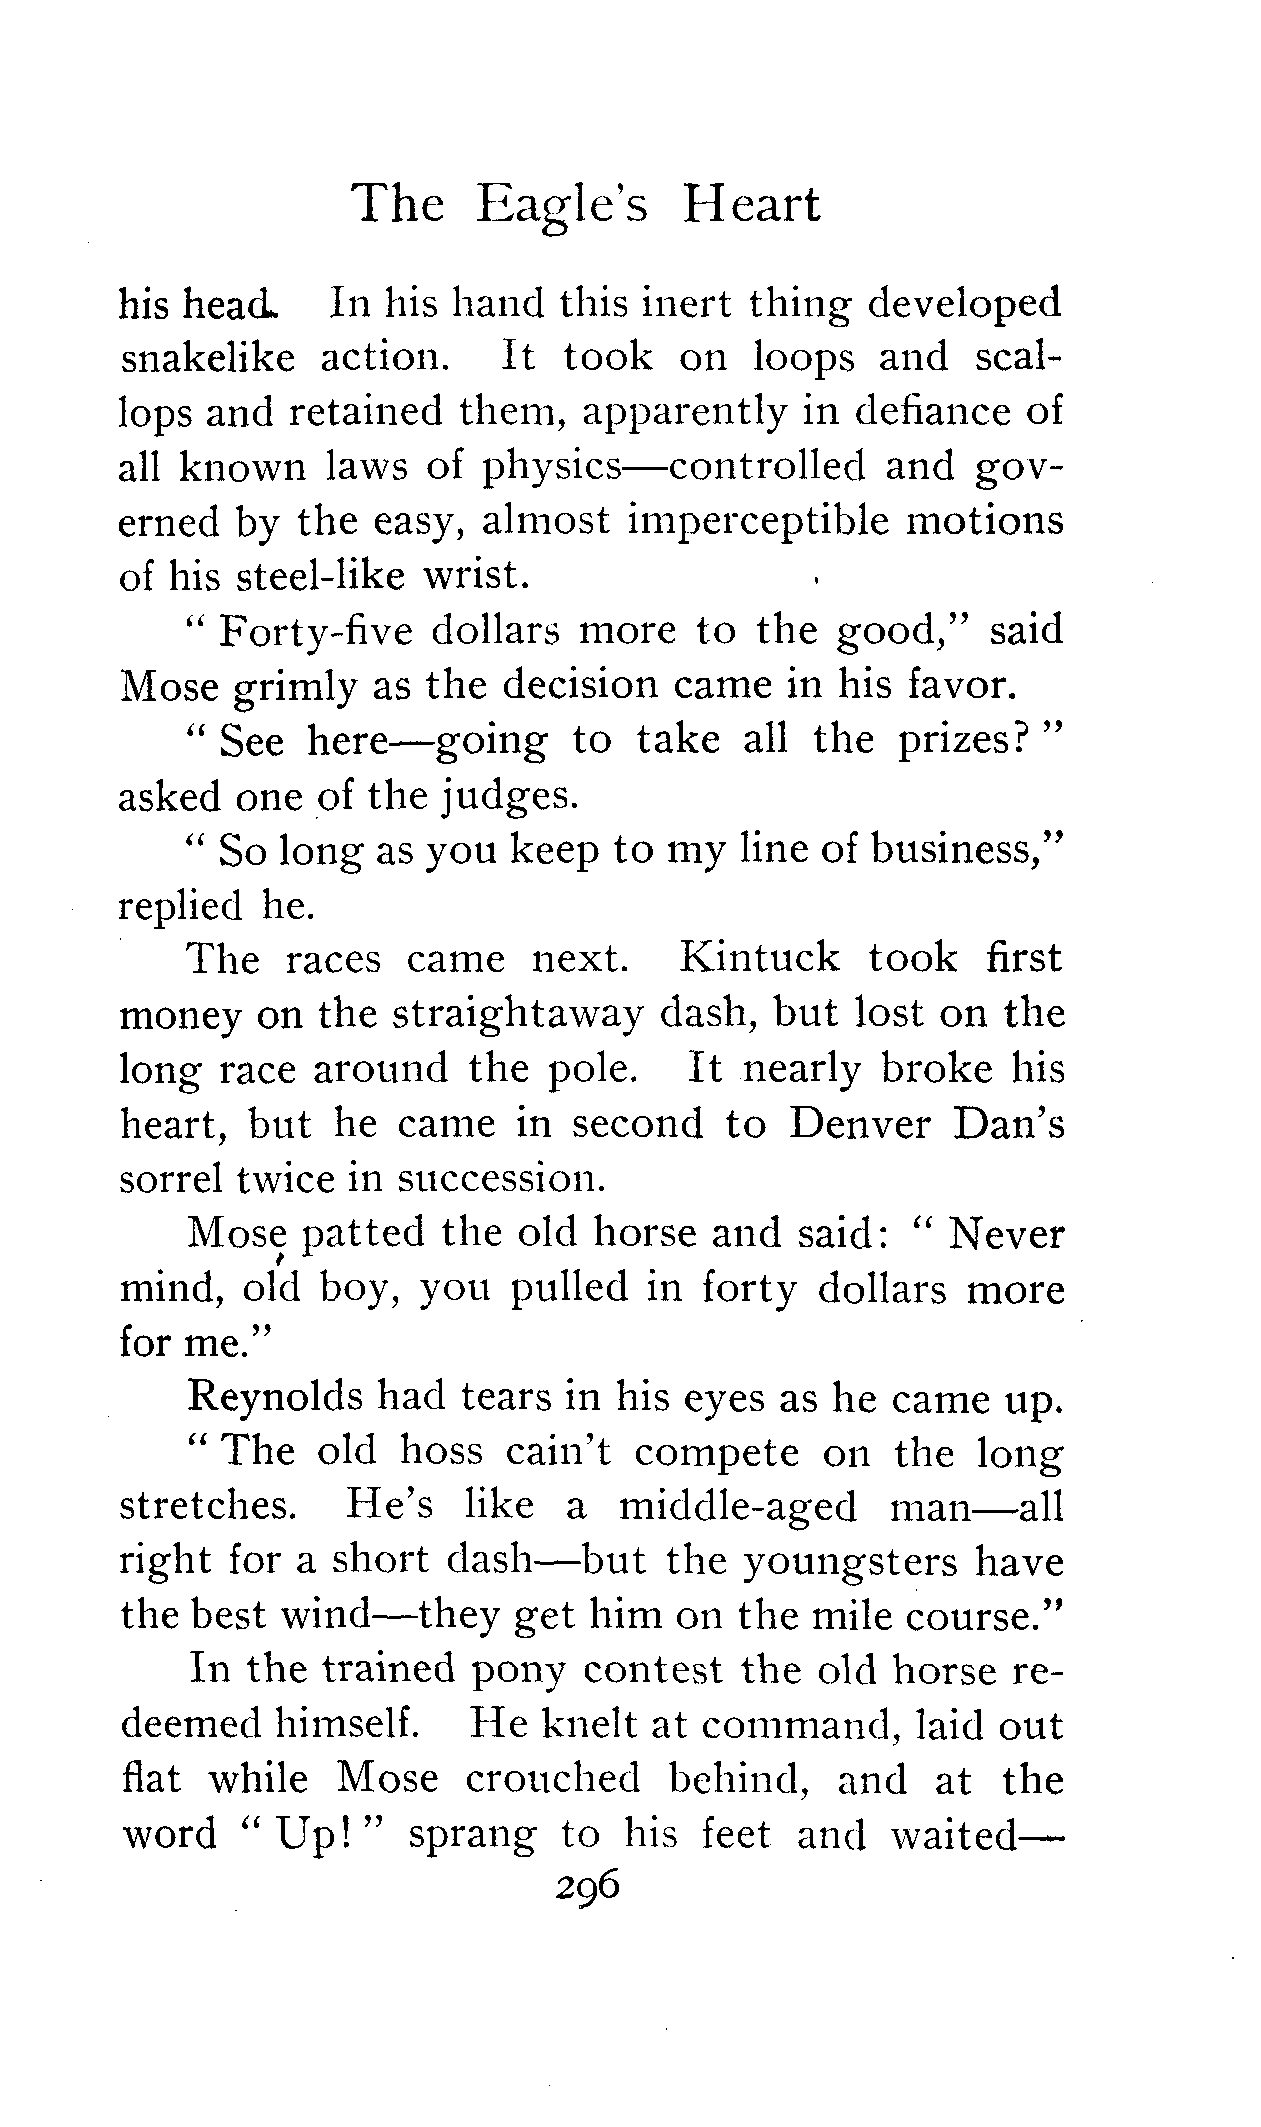 The Eagle's Heart
his head. In his hand this inert thing developed
snakelike action. It took on loops and scal-
lops and retained them, apparently in defiance of
all known laws of physics—controlled and gov-
erned by the easy, almost imperceptible motions
of his steel-like wrist.
" Forty-five dollars more to the good," said
Mose grimly as the decision came in his favor.
" See here—going to take all the prizes? "
asked one of the judges.
" So long as you keep to my line of business,"
replied he.
The races came next. Kintuck took first
money on the straightaway dash, but lost on the
long race around the pole. It nearly broke his
heart, but he came in second to Denver Dan's
sorrel twice in succession.
Mose patted the old horse and said: " Never
mind, old boy, you pulled in forty dollars more
for me."
Reynolds had tears in his eyes as he came up.
" The old hoss cain't compete on the long
stretches. He's like a middle-aged man—all
right for a short dash—but the youngsters have
the best wind—they get him on the mile course."
In the trained pony contest the old horse re-
deemed himself. He knelt at command, laid out
flat while Mose crouched behind, and at the
word " Up! " sprang to his feet and waited—
296